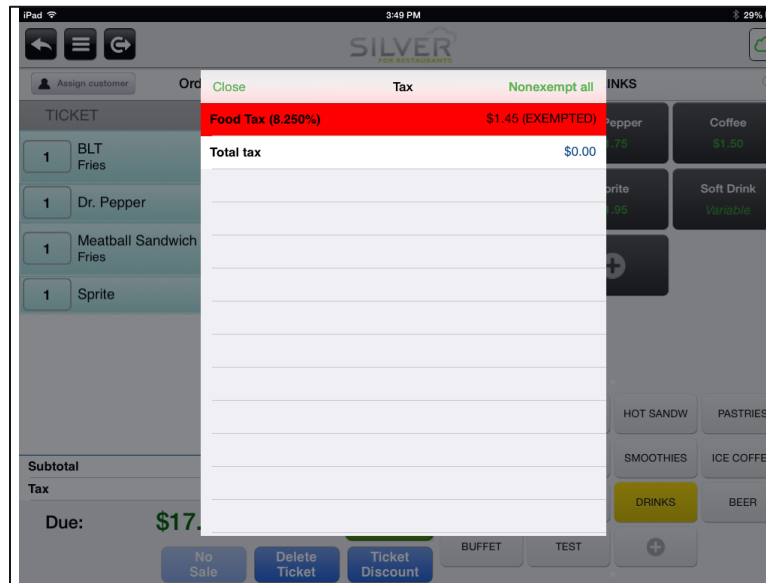 iPad 3:49 PM 29%
SILVER
FOR RESTAURANTS
Assign customer Ord INKS
Close Tax Nonexempt all
TICKET
Food Tax (8.250%) $1.45 (EXEMPTED)
Total tax $0.00
1 BLT
Fries
1 Dr. Pepper
1 Meatball Sandwich
Fries
1 Sprite
Pepper Coffee
.75 $1.50
prite Soft Drink
.95 Variable
HOT SANDW PASTRIES
SMOOTHIES ICE COFFE
DRINKS BEER
BUFFET TEST
Subtotal
Tax
Due: $17.
No Sale
Delete Ticket
Ticket Discount